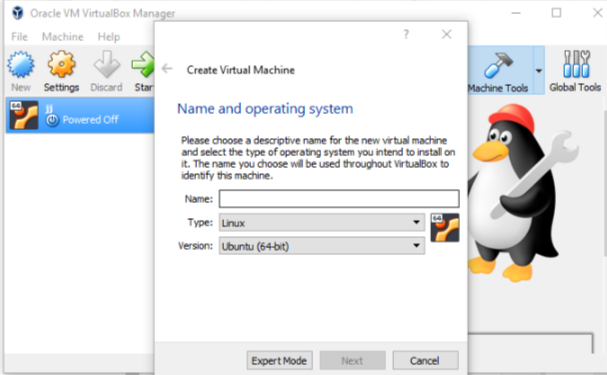 Oracle VM VirtualBox Manager
File Machine Help
New Settings Discard Star
Machine Tools Global Tools
64
jj
Powered Off
?
Create Virtual Machine
Name and operating system
Please choose a descriptive name for the new virtual machine
and select the type of operating system you intend to install on
it. The name you choose will be used throughout VirtualBox to
identify this machine.
Name:
Type: Linux
64
Version: Ubuntu (64-bit)
Expert Mode Next Cancel